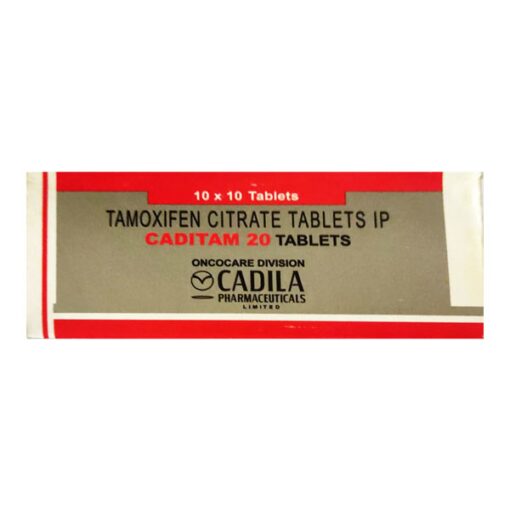 10 x 10 Tablets
TAMOXIFEN CITRATE TABLETS IP
CADITAM 20 TABLETS
ONCOCARE DIVISION
CADILA
PHARMACEUTICALS
LIMITED